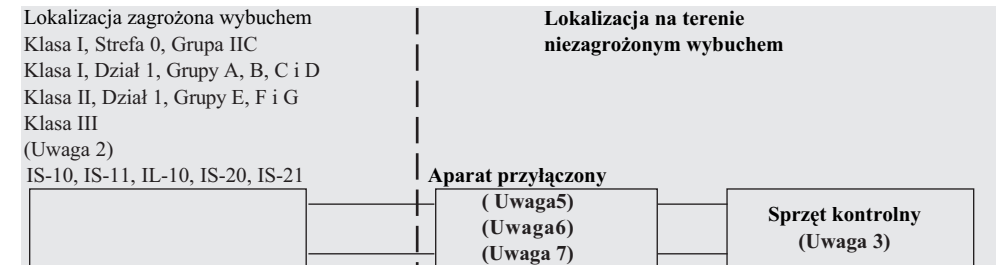 Lokalizacja zagrożona wybuchem
Klasa I, Strefa 0, Grupa IIC
Klasa I, Dział 1, Grupy A, B, C i D
Klasa II, Dział 1, Grupy E, F i G
Klasa III
(Uwaga 2)
IS-10, IS-11, IL-10, IS-20, IS-21
Lokalizacja na terenie
niezagrożonym wybuchem
Aparat przyłączony
( Uwaga5)
(Uwaga6)
(Uwaga 7)
Sprzęt kontrolny
(Uwaga 3)